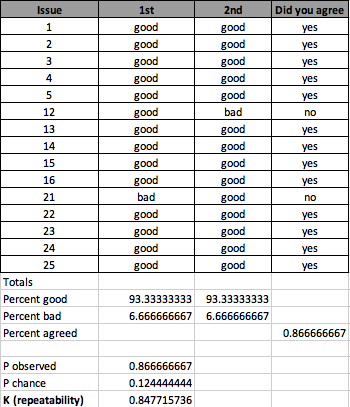 Issue 1st 2nd Did you agree
1 good good yes
2 good good yes
3 good good yes
4 good good yes
5 good good yes
12 good bad no
13 good good yes
14 good good yes
15 good good yes
16 good good yes
21 bad good no
22 good good yes
23 good good yes
24 good good yes
25 good good yes
Totals
Percent good 93.33333333 93.33333333
Percent bad 6.666666667 6.666666667
Percent agreed 0.866666667
P observed 0.866666667
P chance 0.124444444
K (repeatability) 0.847715736